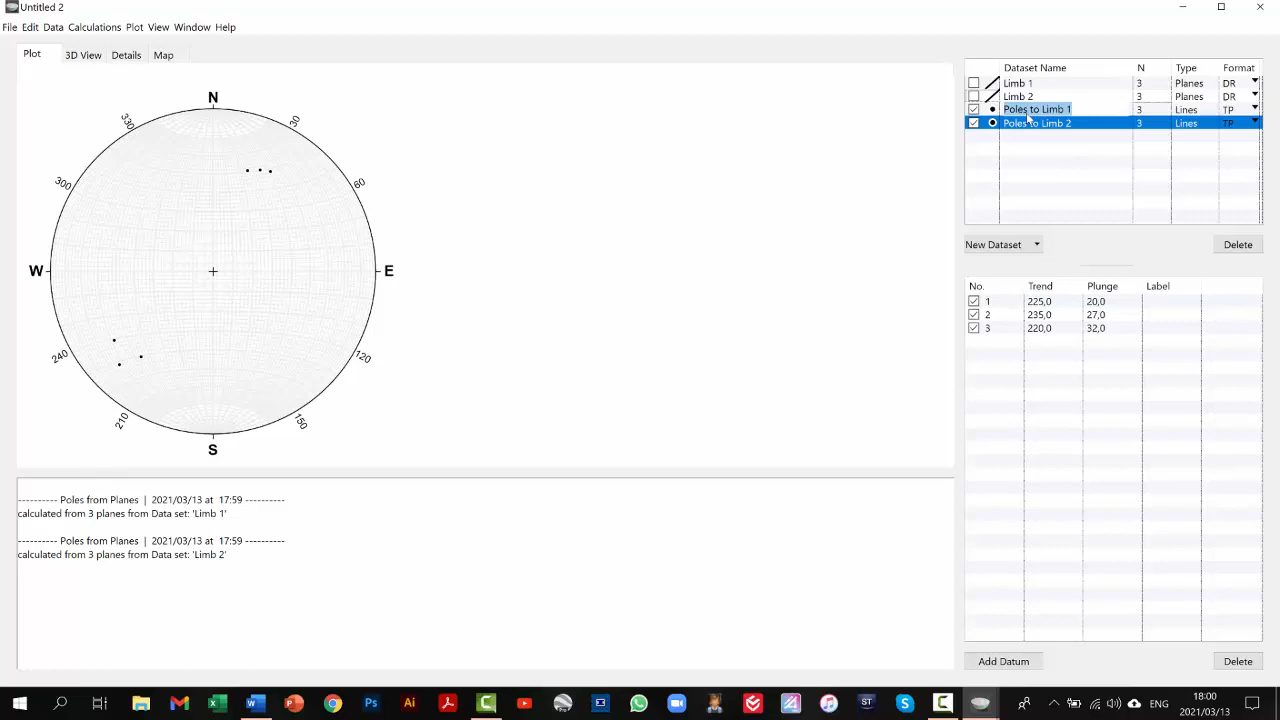 Untitled 2
File Edit Data Calculations Plot View Window Help
Plot 3D View Details Map
N
30
60
E
120
150
S
210
240
W
300
330
Dataset Name N Type Format
Limb 1 3 Planes DR
Limb 2 3 Planes DR
Poles to Limb 1 3 Lines TP
Poles to Limb 2 3 Lines TP
New Dataset Delete
No. Trend Plunge Label
1 225,0 20,0
2 235,0 27,0
3 220,0 32,0
---------- Poles from Planes | 2021/03/13 at 17:59 ----------
calculated from 3 planes from Data set: 'Limb 1'
---------- Poles from Planes | 2021/03/13 at 17:59 ----------
calculated from 3 planes from Data set: 'Limb 2'
Add Datum Delete
ENG
18:00
2021/03/13